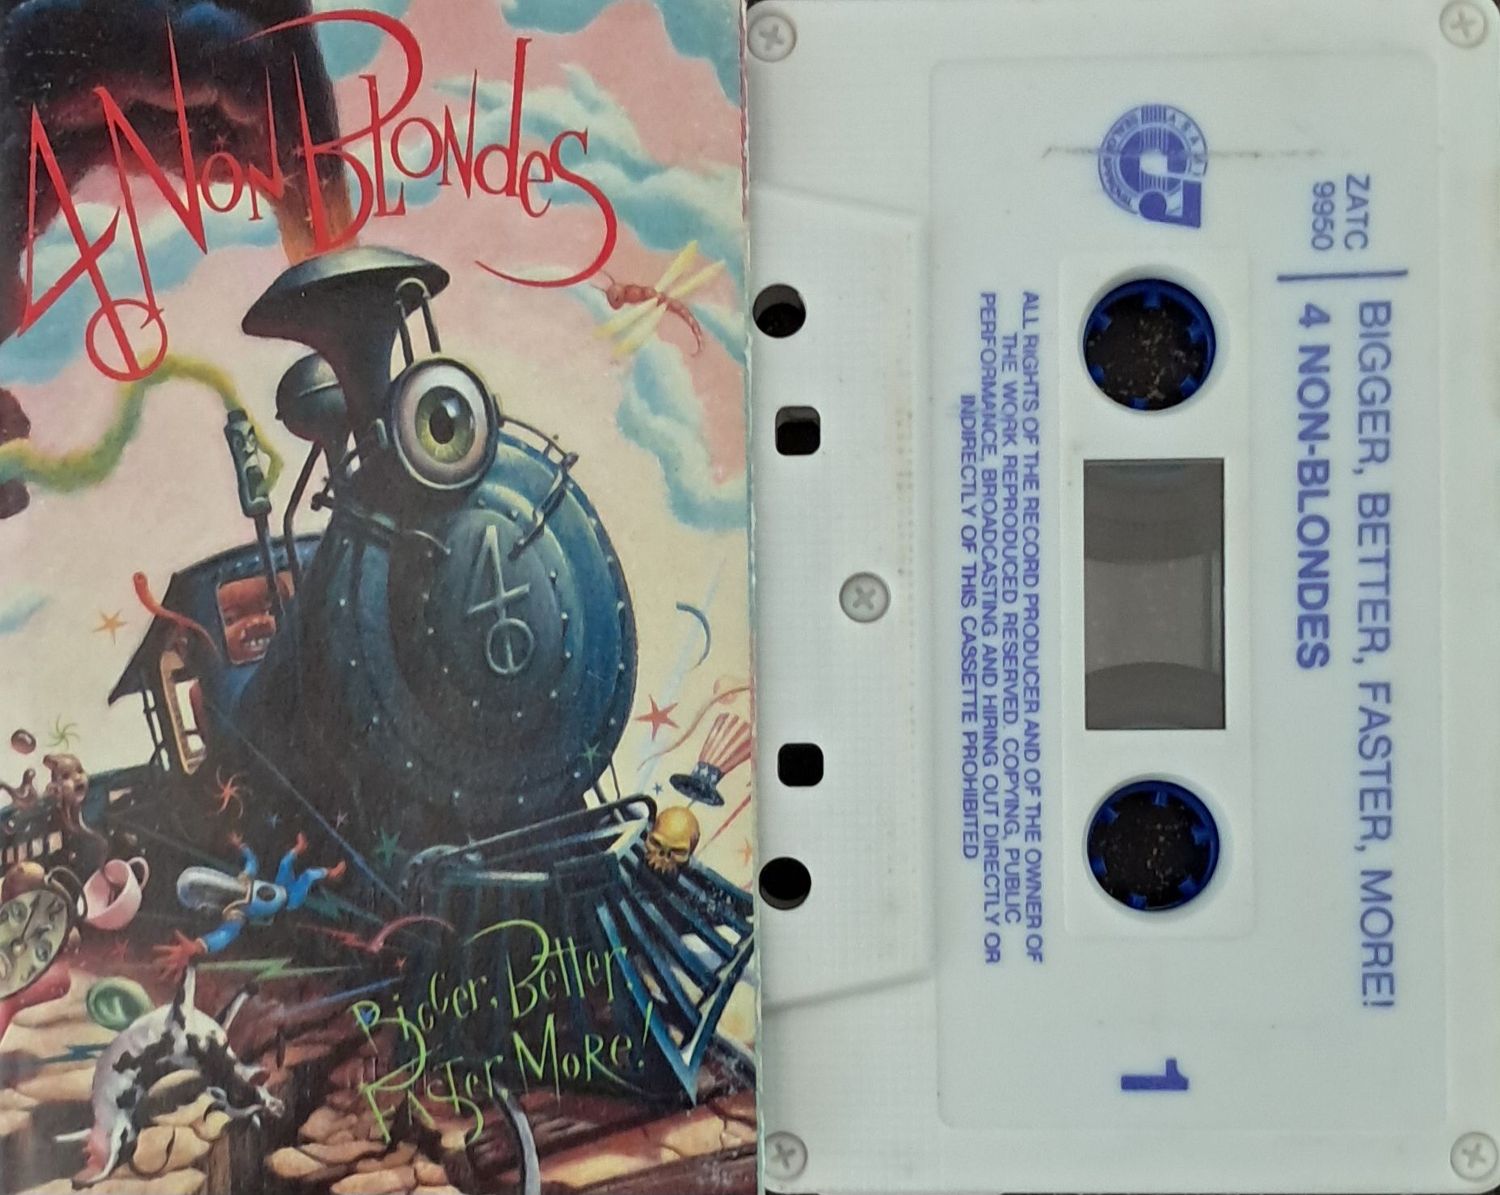 4 Non Blondes
4
Bigger, Better
Faster, More!
ZATC
9950
BIGGER, BETTER, FASTER, MORE!
4 NON-BLONDES
1
ALL RIGHTS OF THE RECORD PRODUCER AND OF THE OWNER OF
THE WORK REPRODUCED RESERVED. COPYING, PUBLIC
PERFORMANCE, BROADCASTING AND HIRING OUT DIRECTLY OR
INDIRECTLY OF THIS CASSETTE PROHIBITED